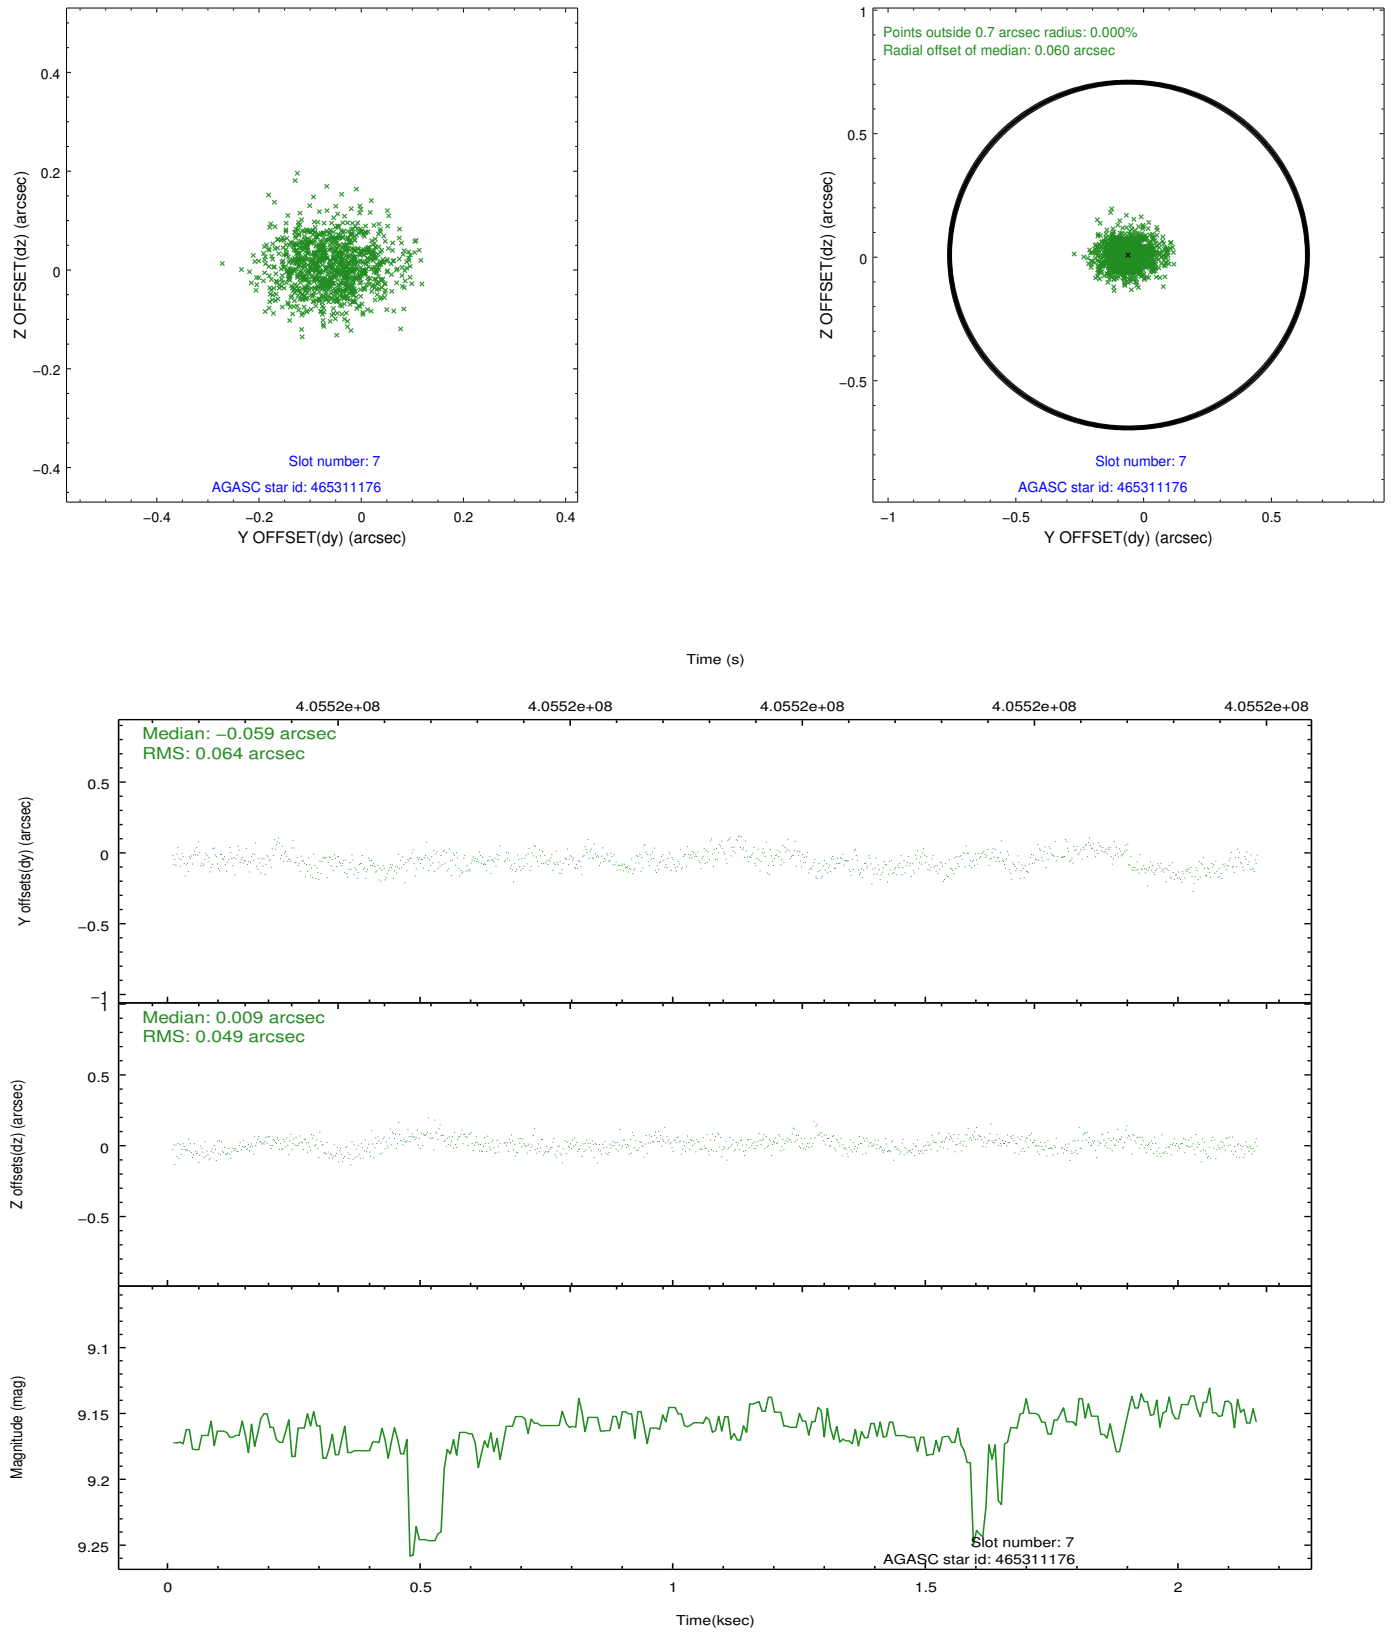 0.4
0.2
0
−0.2
−0.4
Z OFFSET(dz) (arcsec)
Slot number: 7
AGASC star id: 465311176
−0.4 −0.2 0 0.2 0.4
Y OFFSET(dy) (arcsec)
Points outside 0.7 arcsec radius: 0.000%
Radial offset of median: 0.060 arcsec
1
0.5
0
−0.5
Z OFFSET(dz) (arcsec)
Slot number: 7
AGASC star id: 465311176
−1 −0.5 0 0.5
Y OFFSET(dy) (arcsec)
Time (s)
4.0552e+08 4.0552e+08 4.0552e+08 4.0552e+08 4.0552e+08
Median: −0.059 arcsec
RMS: 0.064 arcsec
0.5
0
−0.5
−1
Y offsets(dy) (arcsec)
Median: 0.009 arcsec
RMS: 0.049 arcsec
1
0.5
0
−0.5
Z offsets(dz) (arcsec)
9.1
9.15
9.2
9.25
Magnitude (mag)
Slot number: 7
AGASC star id: 465311176
0 0.5 1 1.5 2
Time(ksec)